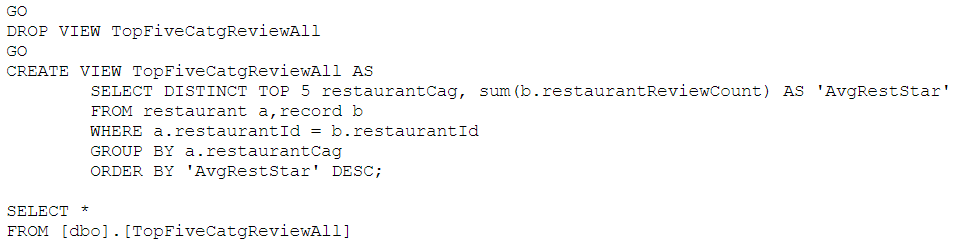 GO
DROP VIEW TopFiveCatgReviewAll
GO
CREATE VIEW TopFiveCatgReviewAll AS
SELECT DISTINCT TOP 5 restaurantCag, sum(b.restaurantReviewCount) AS 'AvgRestStar'
FROM restaurant a,record b
WHERE a.restaurantId = b.restaurantId
GROUP BY a.restaurantCag
ORDER BY 'AvgRestStar' DESC;
SELECT *
FROM [dbo].[TopFiveCatgReviewAll]